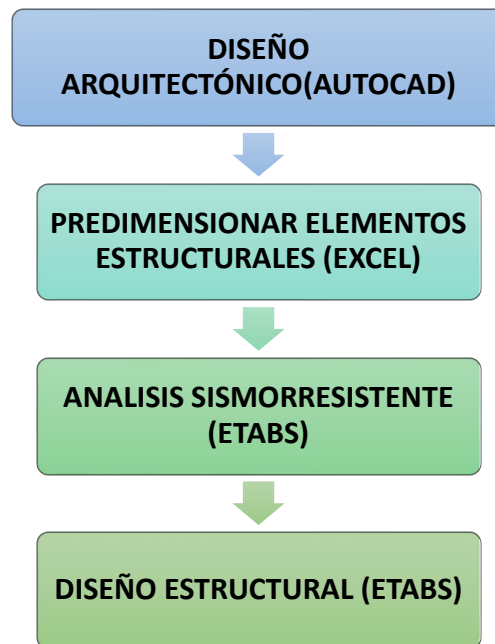 DISEÑO
ARQUITECTÓNICO(AUTOCAD)
PREDIMENSIONAR ELEMENTOS
ESTRUCTURALES (EXCEL)
ANALISIS SISMORRESISTENTE
(ETABS)
DISEÑO ESTRUCTURAL (ETABS)